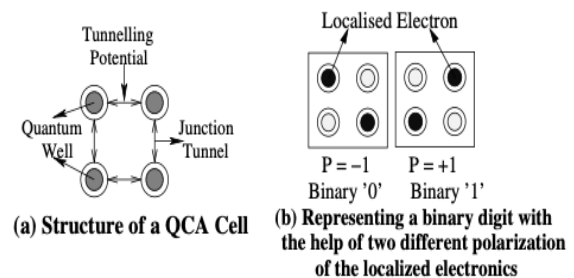 Tunnelling
Potential
Quantum
Well
Junction
Tunnel
(a) Structure of a QCA Cell
Localised Electron
P = −1
P = +1
Binary ’0’
Binary ’1’
(b) Representing a binary digit with
the help of two different polarization
of the localized electronics